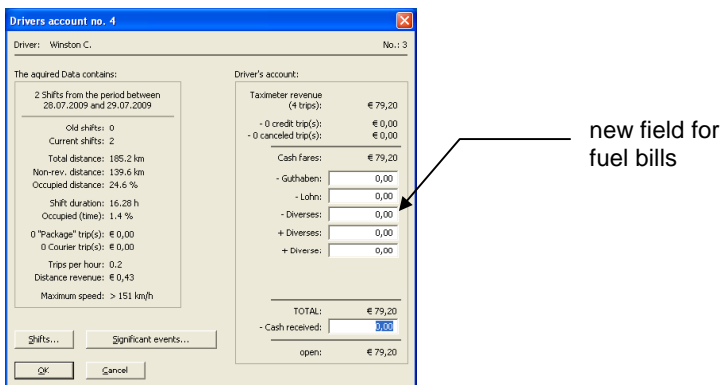 Drivers account no. 4
Driver: Winston C. No.: 3
The aquired Data contains:
2 Shifts from the period between
28.07.2009 and 29.07.2009
Old shifts: 0
Current shifts: 2
Total distance: 185.2 km
Non-rev. distance: 139.6 km
Occupied distance: 24.6 %
Shift duration: 16.28 h
Occupied (time): 1.4 %
0 "Package" trip(s): € 0,00
0 Courier trip(s): € 0,00
Trips per hour: 0.2
Distance revenue: € 0,43
Maximum speed: > 151 km/h
Shifts...
Significant events...
OK
Cancel
Driver's account:
Taximeter revenue
(4 trips): € 79,20
- 0 credit trip(s): € 0,00
- 0 canceled trip(s): € 0,00
Cash fares: € 79,20
- Guthaben: 0,00
- Lohn: 0,00
- Diverses: 0,00
+ Diverses: 0,00
+ Diverse: 0,00
TOTAL: € 79,20
- Cash received: 0,00
open: € 79,20
new field for
fuel bills